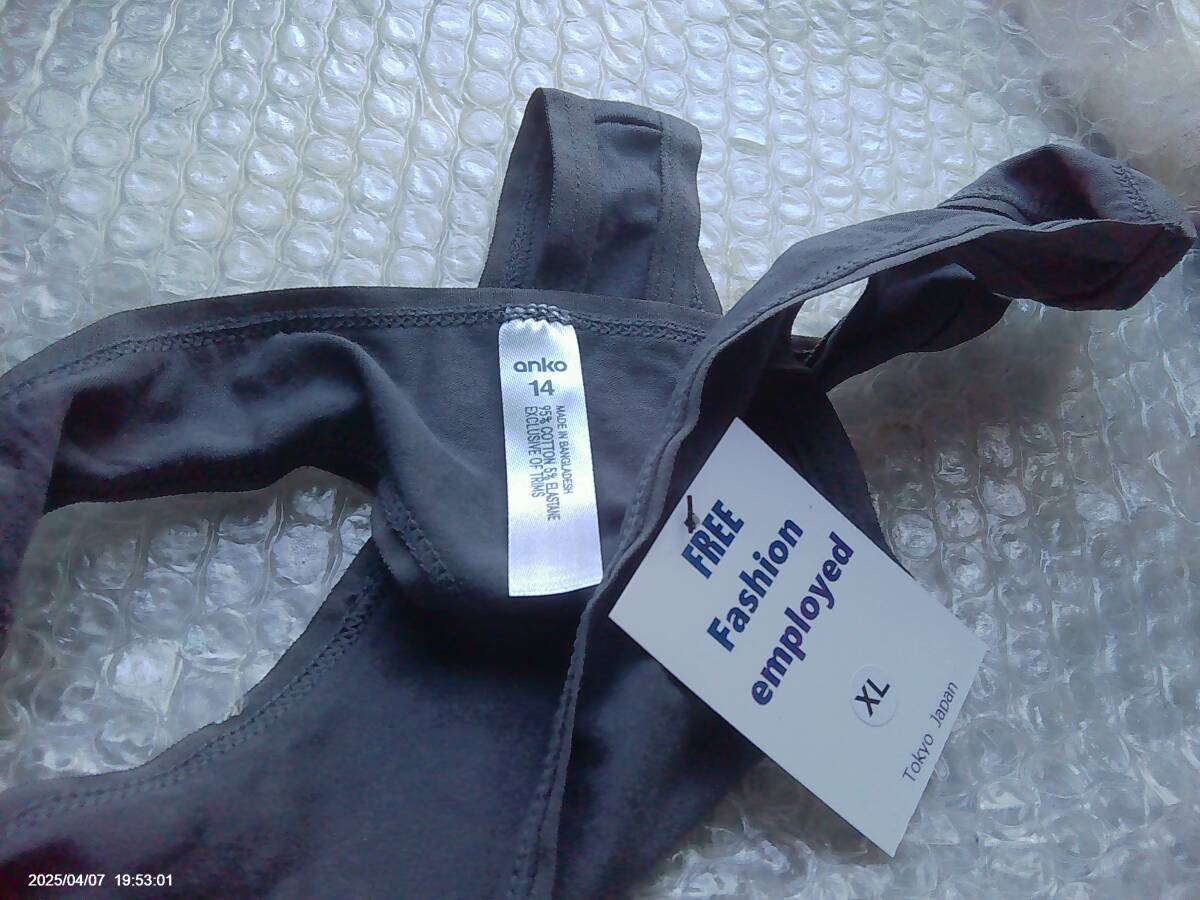 anko
14
MADE IN BANGLADESH
95% COTTON 5% ELASTANE
EXCLUSIVE OF TRIMS
FREE
Fashion
employed
XL
Tokyo Japan
2025/04/07 19:53:01